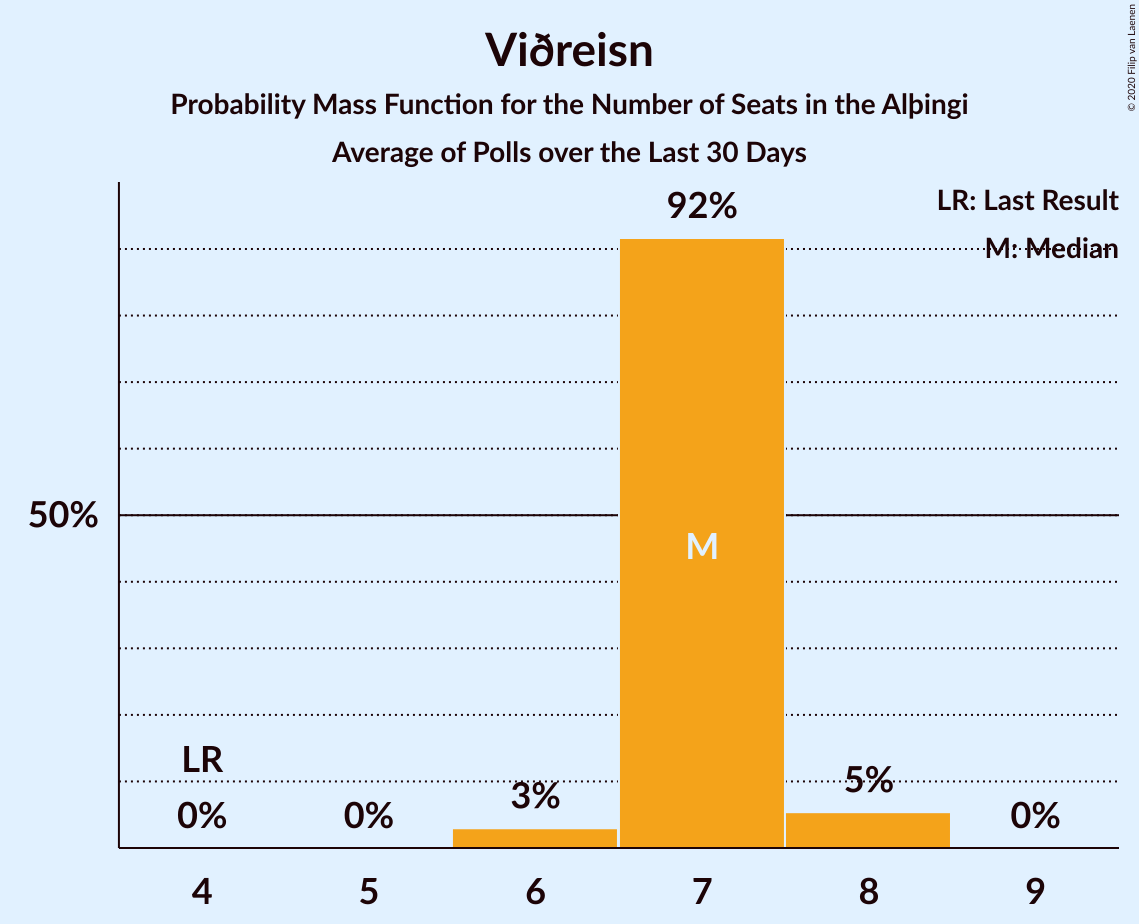 Viðreisn
Probability Mass Function for the Number of Seats in the Alþingi
Average of Polls over the Last 30 Days
© 2020 Filip van Laenen
LR: Last Result
M: Median
92%
50%
M
LR
0%
0%
3%
5%
0%
4
5
6
7
8
9